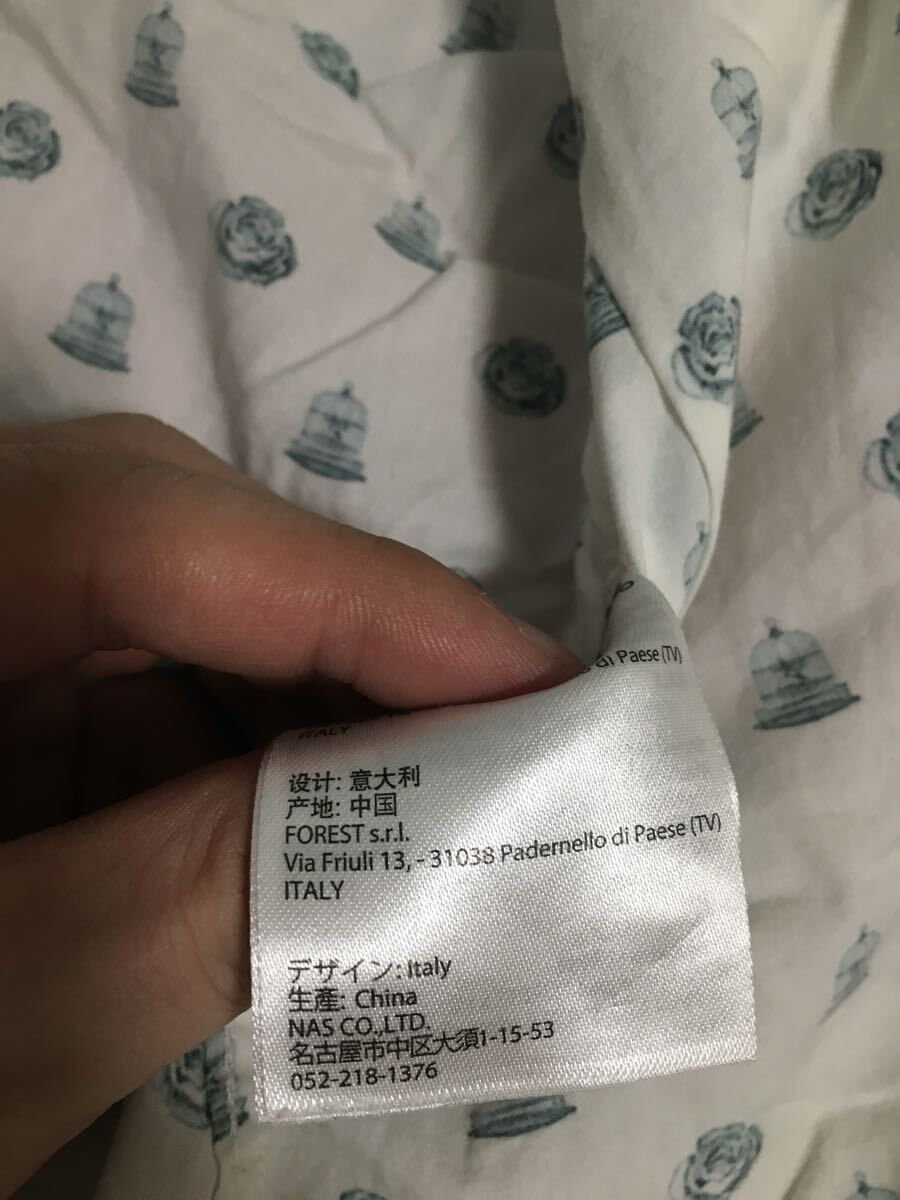 di Paese (TV)
ITALY
设计: 意大利
产地: 中国
FOREST s.r.l.
Via Friuli 13, - 31038 Padernello di Paese (TV)
ITALY
デザイン: Italy
生産: China
NAS CO.,LTD.
名古屋市中区大須1-15-53
052-218-1376